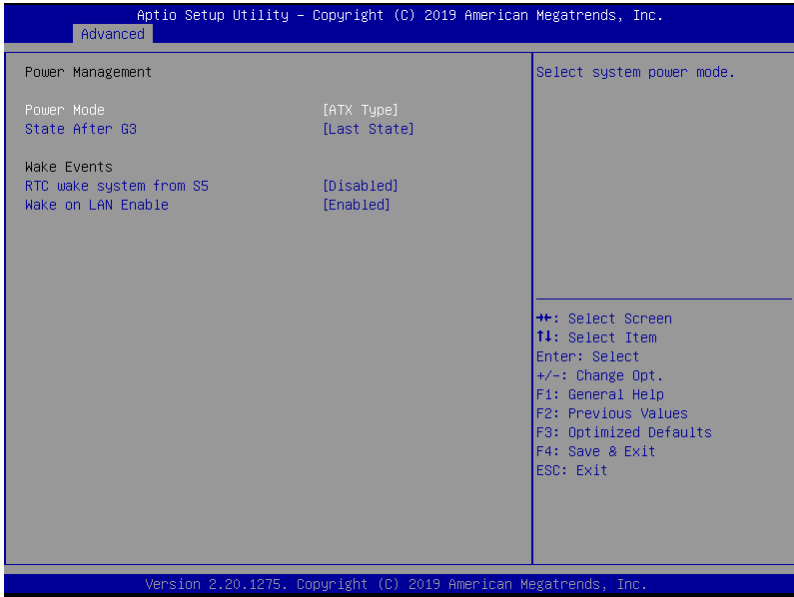 Aptio Setup Utility – Copyright (C) 2019 American Megatrends, Inc.
Advanced
Power Management
Power Mode [ATX Type]
State After G3 [Last State]
Wake Events
RTC wake system from S5 [Disabled]
Wake on LAN Enable [Enabled]
Select system power mode.
→←: Select Screen
↑↓: Select Item
Enter: Select
+/-: Change Opt.
F1: General Help
F2: Previous Values
F3: Optimized Defaults
F4: Save & Exit
ESC: Exit
Version 2.20.1275. Copyright (C) 2019 American Megatrends, Inc.